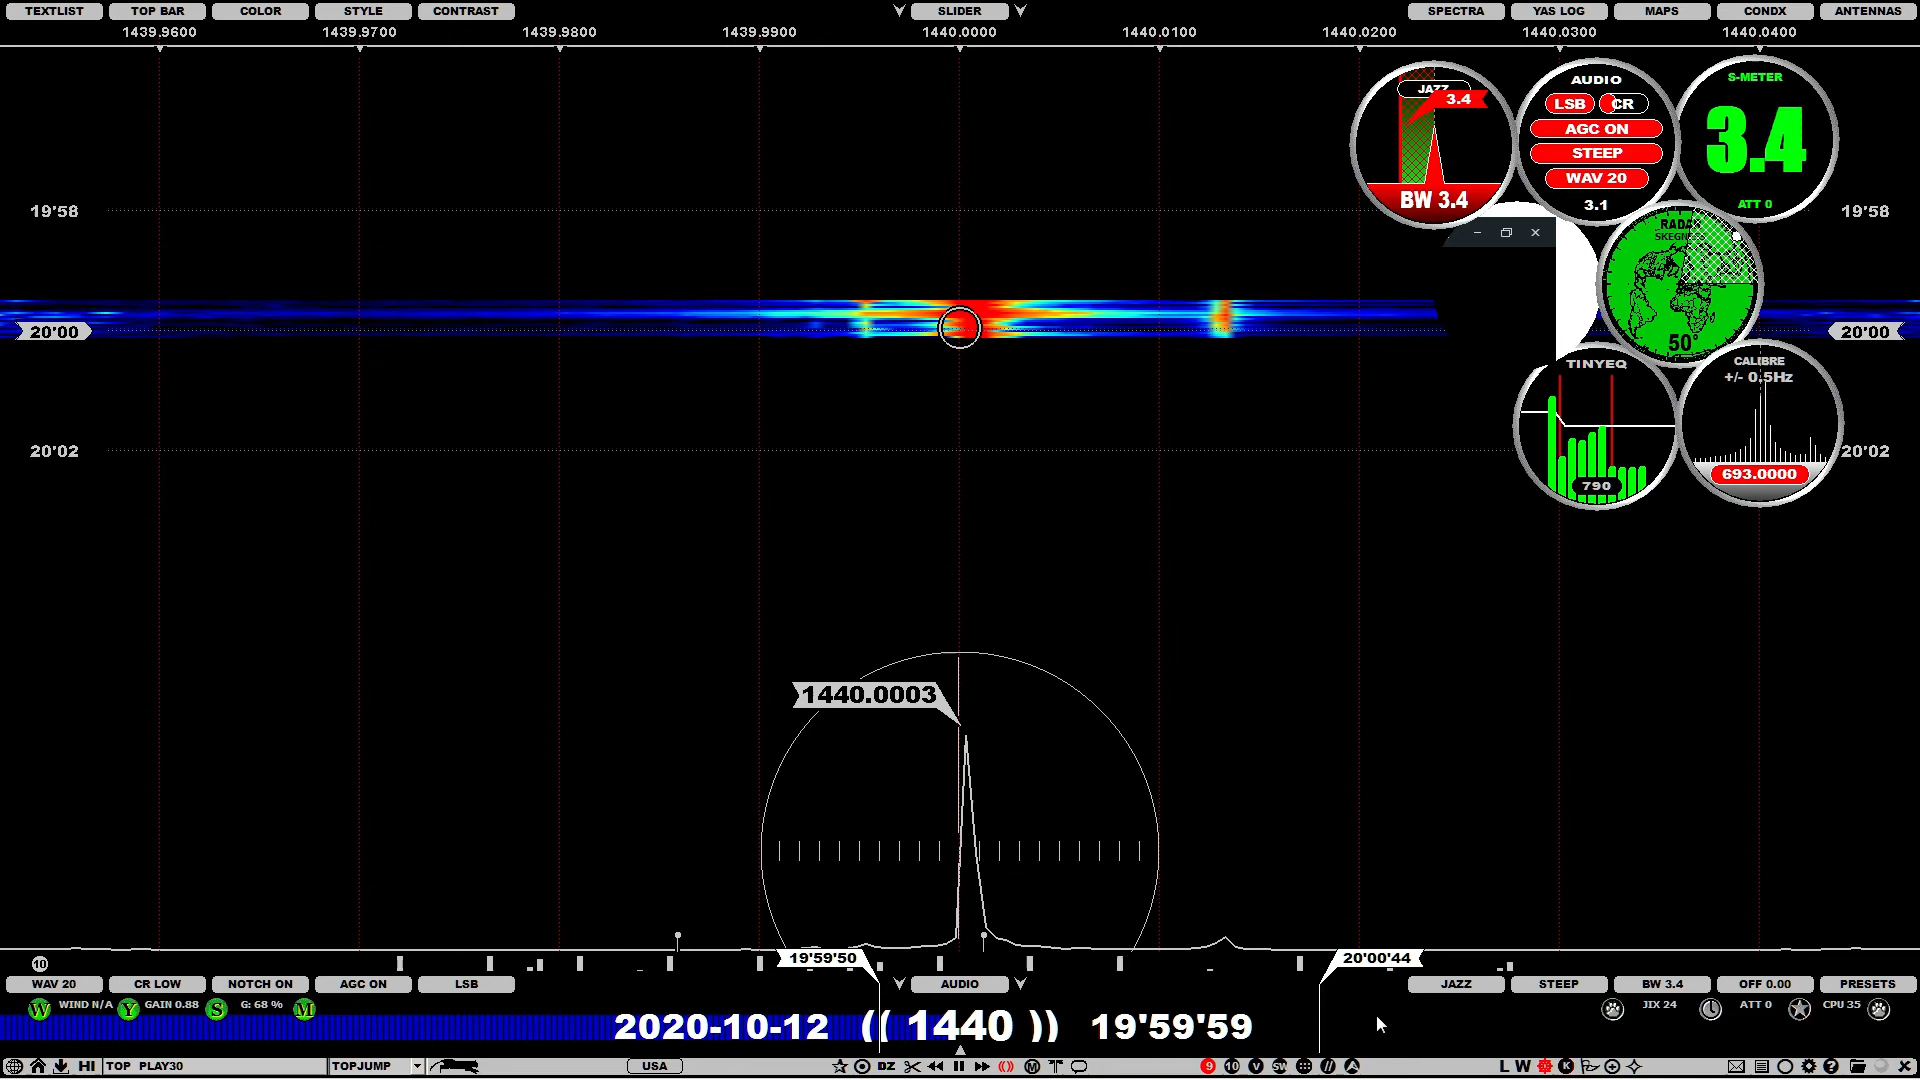 TEXTLIST TOP BAR COLOR STYLE CONTRAST SLIDER SPECTRA YAS LOG MAPS CONDX ANTENNAS
1439.9600 1439.9700 1439.9800 1439.9900 1440.0000 1440.0100 1440.0200 1440.0300 1440.0400
JAZZ
3.4
BW 3.4
AUDIO
LSB CR
AGC ON
STEEP
WAV 20
3.1
S-METER
3.4
ATT 0
19'58 19'58
50°
20'00 20'00
TINYEQ
790
CALIBRE
+/- 0.5Hz
693.0000
20'02 20'02
1440.0003
19'59'50 20'00'44
10
WAV 20 CR LOW NOTCH ON AGC ON LSB AUDIO JAZZ STEEP BW 3.4 OFF 0.00 PRESETS
W WIND N/A Y GAIN 0.88 S G: 68 % M JIX 24 ATT 0 CPU 35
2020-10-12 (( 1440 )) 19'59'59
HI TOP PLAY30 TOPJUMP USA DZ M 9 10 V SW // A L W K ?